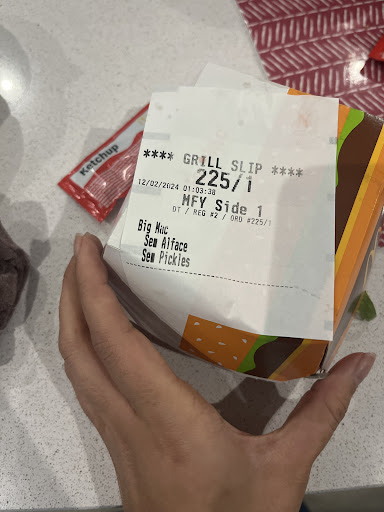 Ketchup
**** GRILL SLIP ****
225/1
12/02/2024 01:03:38
MFY Side 1
DT / REG #2 / ORD #225/1
Big Mac
Sem Alface
Sem Pickles